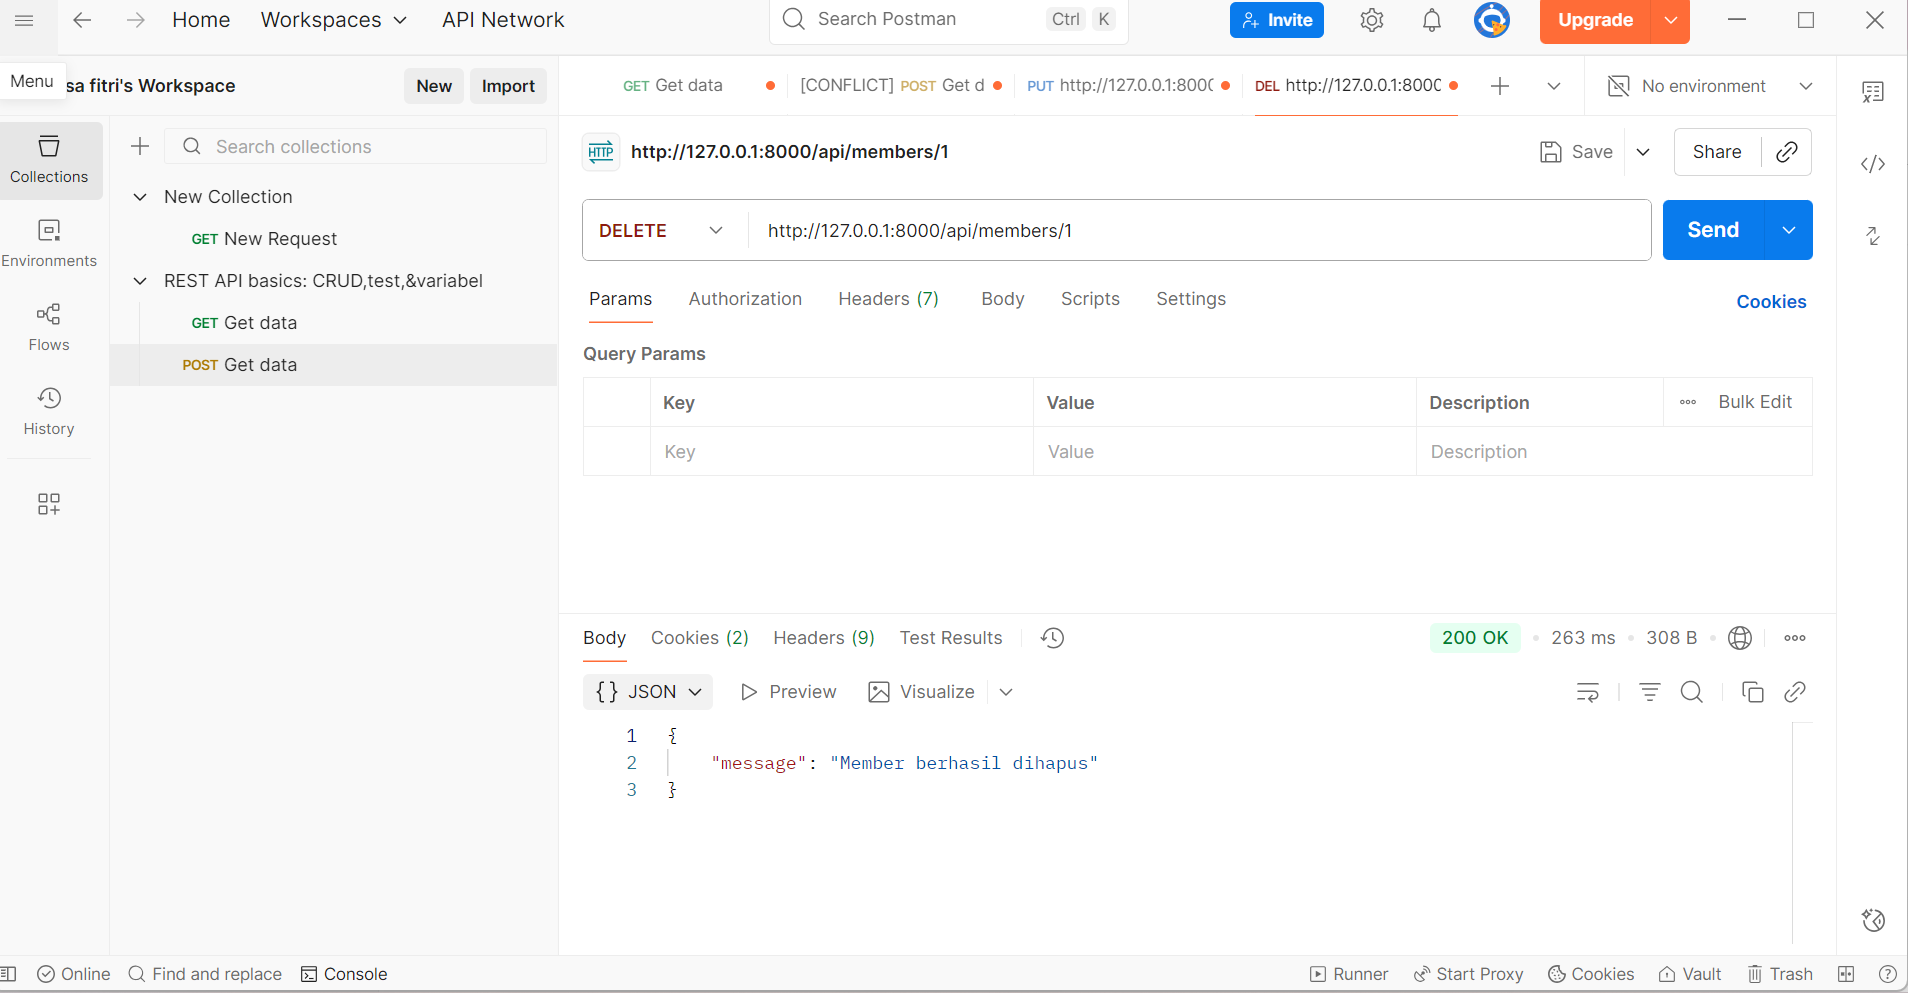 Home Workspaces API Network Search Postman Ctrl K Invite Upgrade
Menu
sa fitri's Workspace New Import
GET Get data [CONFLICT] POST Get d PUT http://127.0.0.1:8000 DEL http://127.0.0.1:8000 No environment
Collections
Environments
Flows
History
Search collections
New Collection
GET New Request
REST API basics: CRUD,test,&variabel
GET Get data
POST Get data
HTTP http://127.0.0.1:8000/api/members/1 Save Share
DELETE http://127.0.0.1:8000/api/members/1 Send
Params Authorization Headers (7) Body Scripts Settings Cookies
Query Params
Key Value Description Bulk Edit
Key Value Description
Body Cookies (2) Headers (9) Test Results 200 OK 263 ms 308 B
{} JSON Preview Visualize
1 {
2 "message": "Member berhasil dihapus"
3 }
Online Find and replace Console Runner Start Proxy Cookies Vault Trash